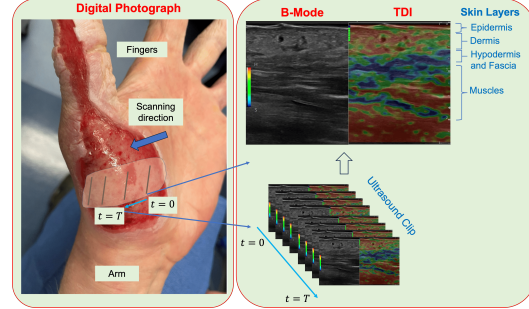 Digital Photograph
Fingers
Scanning
direction
t = 0
t = T
Arm
B-Mode
TDI
Skin Layers
Epidermis
Dermis
Hypodermis
and Fascia
Muscles
Ultrasound Clip
t = 0
t = T